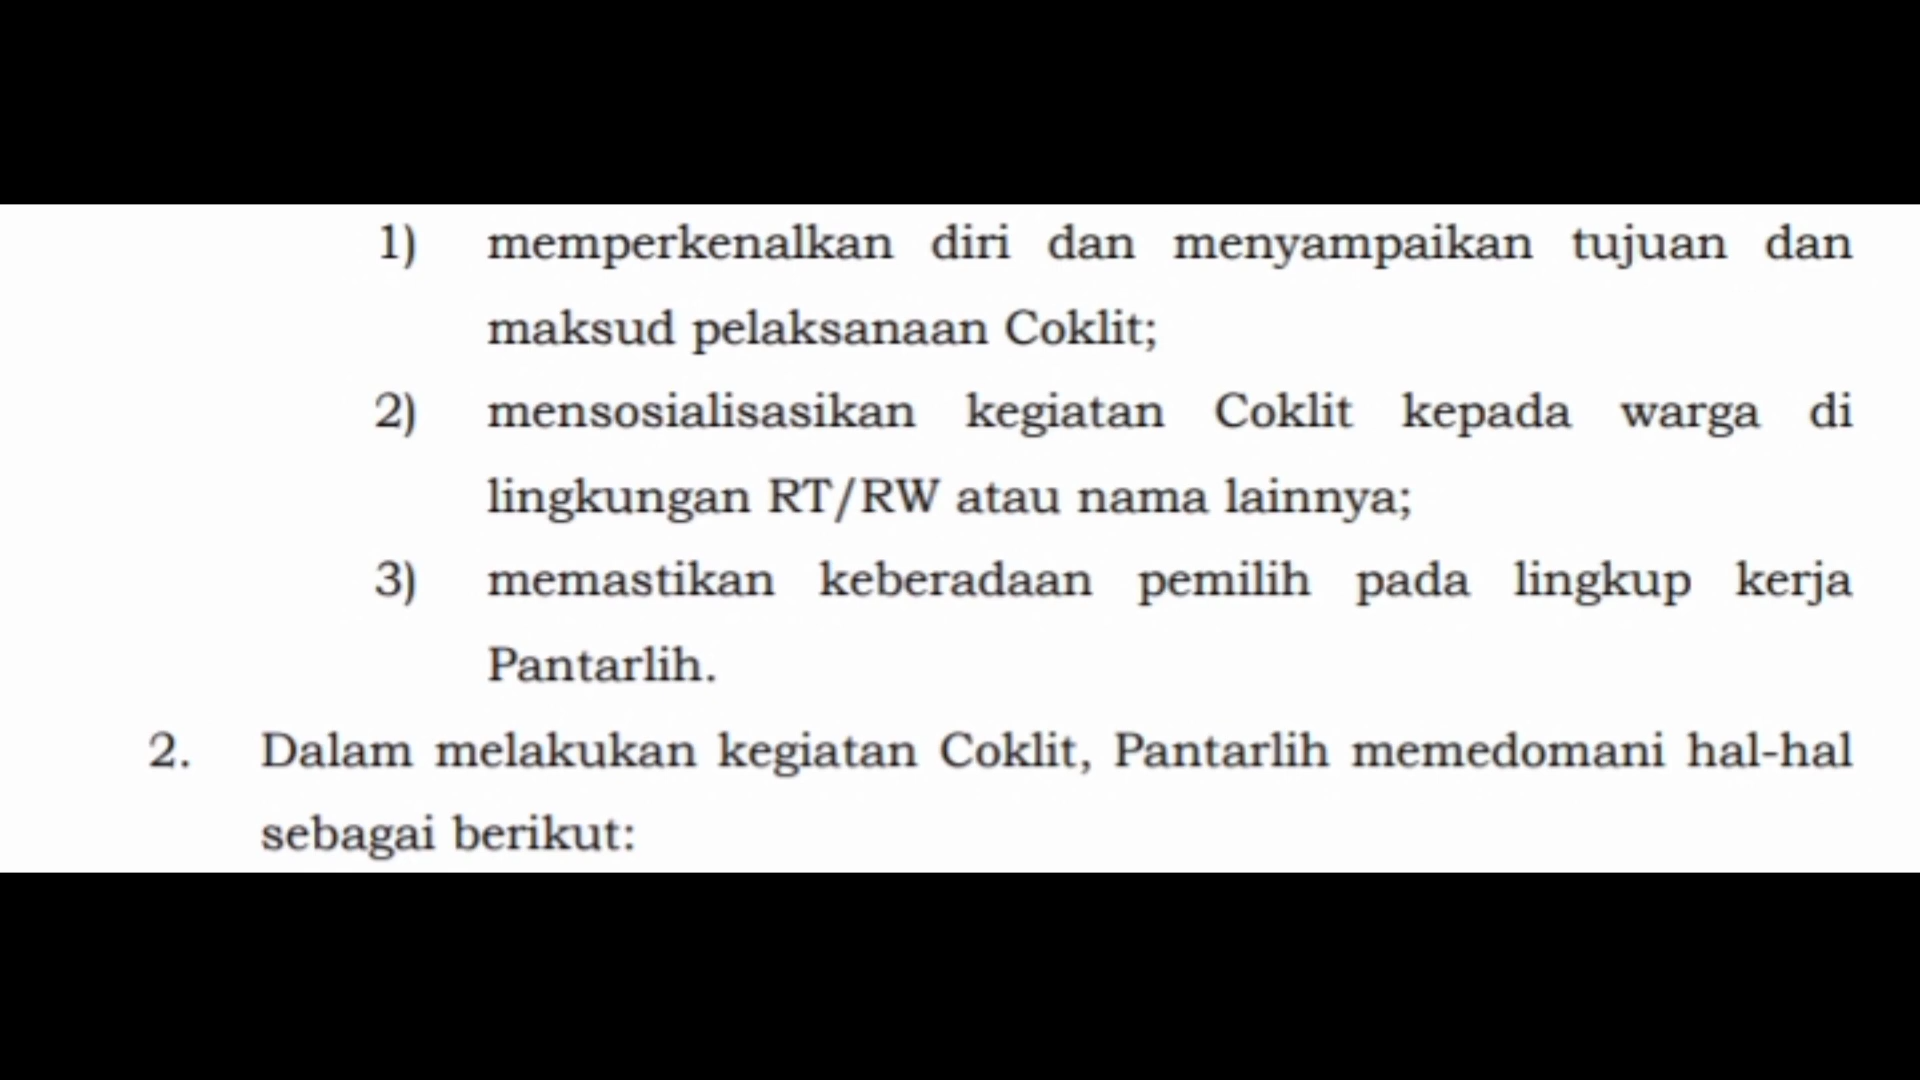 1) memperkenalkan diri dan menyampaikan tujuan dan
maksud pelaksanaan Coklit;
2) mensosialisasikan kegiatan Coklit kepada warga di
lingkungan RT/RW atau nama lainnya;
3) memastikan keberadaan pemilih pada lingkup kerja
Pantarlih.
2. Dalam melakukan kegiatan Coklit, Pantarlih memedomani hal-hal
sebagai berikut: